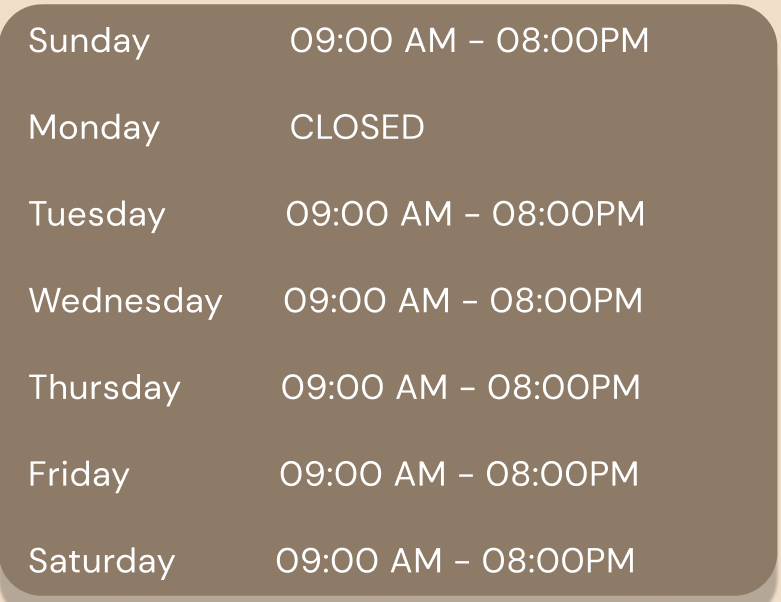 Sunday 09:00 AM - 08:00PM
Monday CLOSED
Tuesday 09:00 AM - 08:00PM
Wednesday 09:00 AM - 08:00PM
Thursday 09:00 AM - 08:00PM
Friday 09:00 AM - 08:00PM
Saturday 09:00 AM - 08:00PM